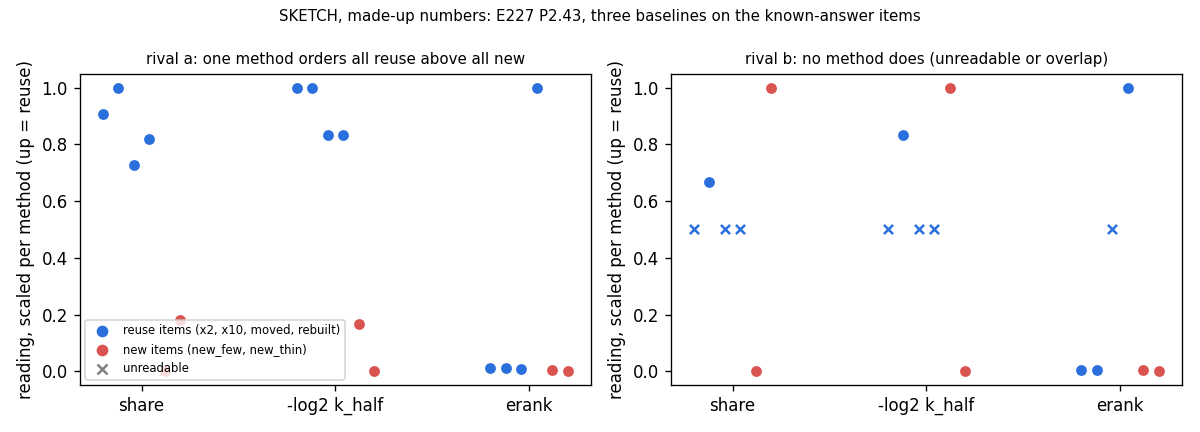 SKETCH, made-up numbers: E227 P2.43, three baselines on the known-answer items
rival a: one method orders all reuse above all new
reading, scaled per method (up = reuse)
1.0
0.8
0.6
0.4
0.2
0.0
reuse items (x2, x10, moved, rebuilt)
new items (new_few, new_thin)
unreadable
share
-log2 k_half
erank
rival b: no method does (unreadable or overlap)
reading, scaled per method (up = reuse)
1.0
0.8
0.6
0.4
0.2
0.0
share
-log2 k_half
erank